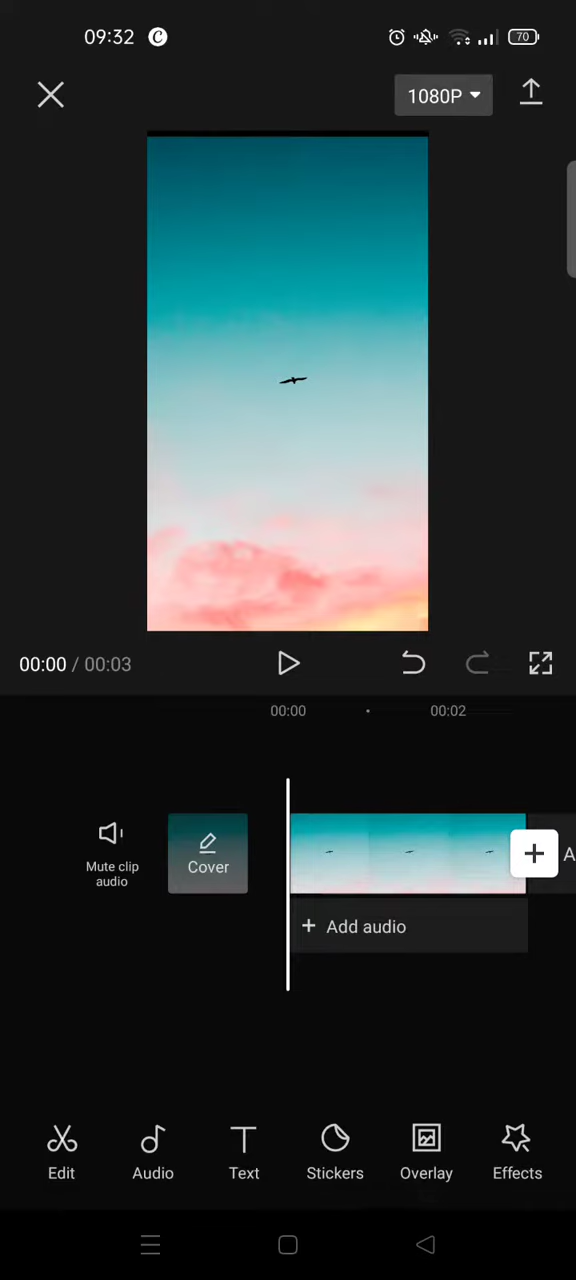 09:32 C 70
1080P
00:00 / 00:03
00:00 00:02
Mute clip
audio
Cover
A
+ Add audio
Edit Audio Text Stickers Overlay Effects